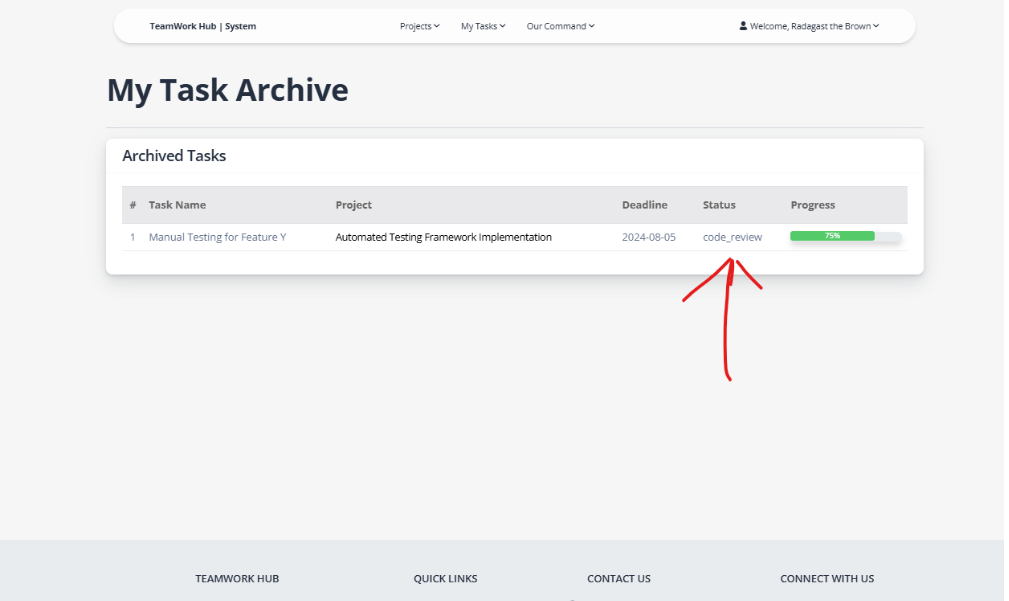 TeamWork Hub | System Projects My Tasks Our Command Welcome, Radagast the Brown
My Task Archive
Archived Tasks
# Task Name Project Deadline Status Progress
1 Manual Testing for Feature Y Automated Testing Framework Implementation 2024-08-05 code_review 75%
TEAMWORK HUB QUICK LINKS CONTACT US CONNECT WITH US